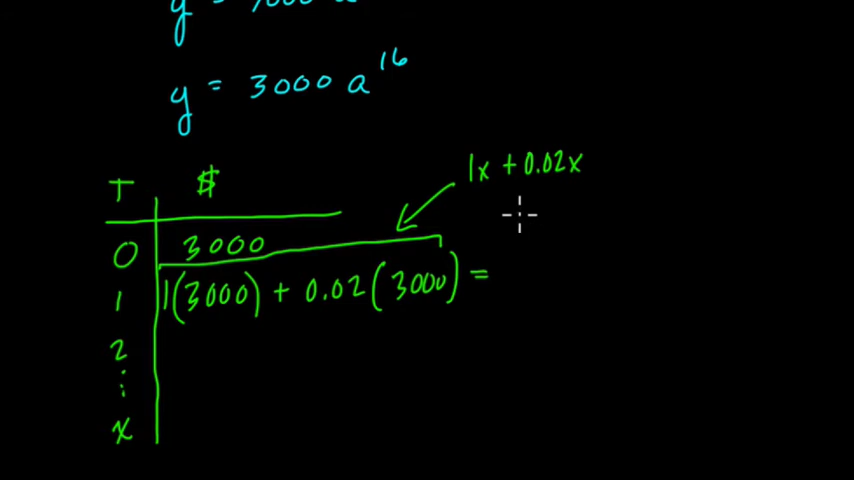 y = 3000 a^16
T $
1x + 0.02x
0 3000
1 1(3000) + 0.02(3000) =
2
⋮
x